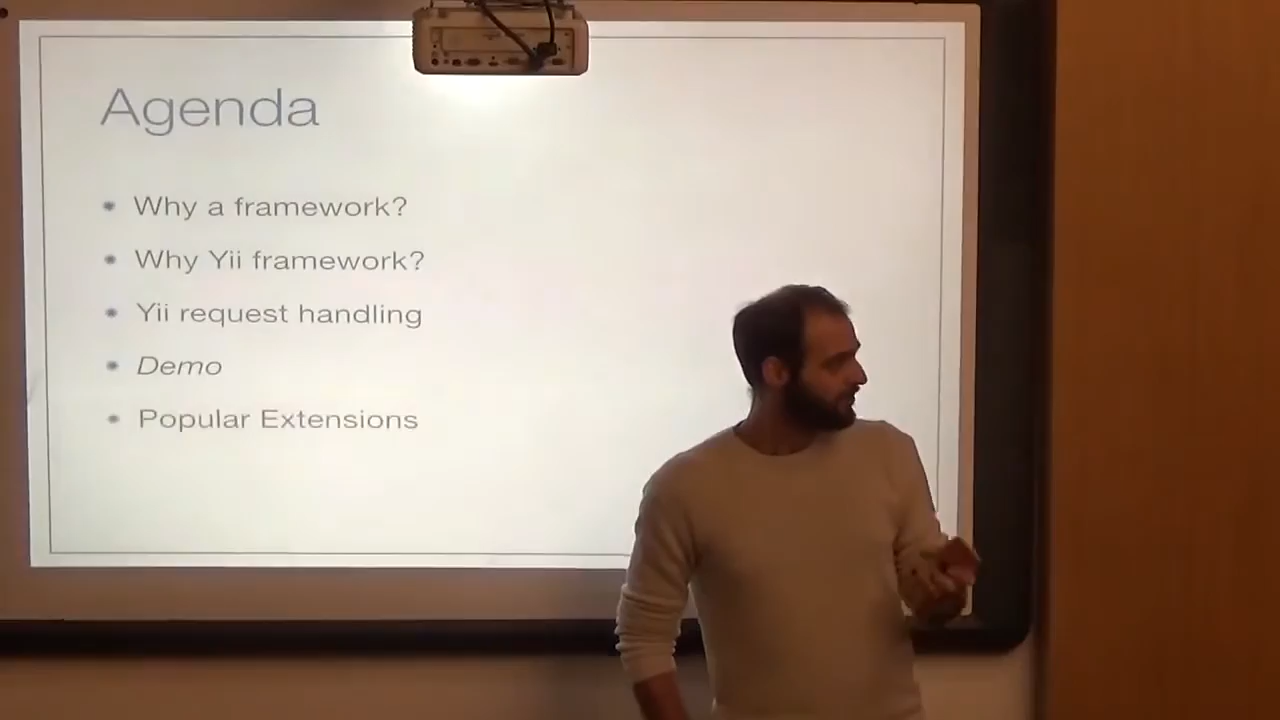 Agenda
Why a framework?
Why Yii framework?
Yii request handling
Demo
Popular Extensions